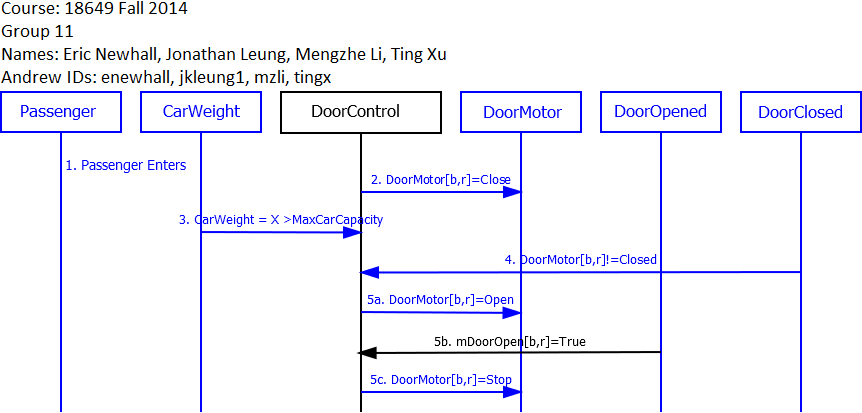 Course: 18649 Fall 2014
Group 11
Names: Eric Newhall, Jonathan Leung, Mengzhe Li, Ting Xu
Andrew IDs: enewhall, jkleung1, mzli, tingx
Passenger CarWeight DoorControl DoorMotor DoorOpened DoorClosed
1. Passenger Enters
2. DoorMotor[b,r]=Close
3. CarWeight = X >MaxCarCapacity
4. DoorMotor[b,r]!=Closed
5a. DoorMotor[b,r]=Open
5b. mDoorOpen[b,r]=True
5c. DoorMotor[b,r]=Stop